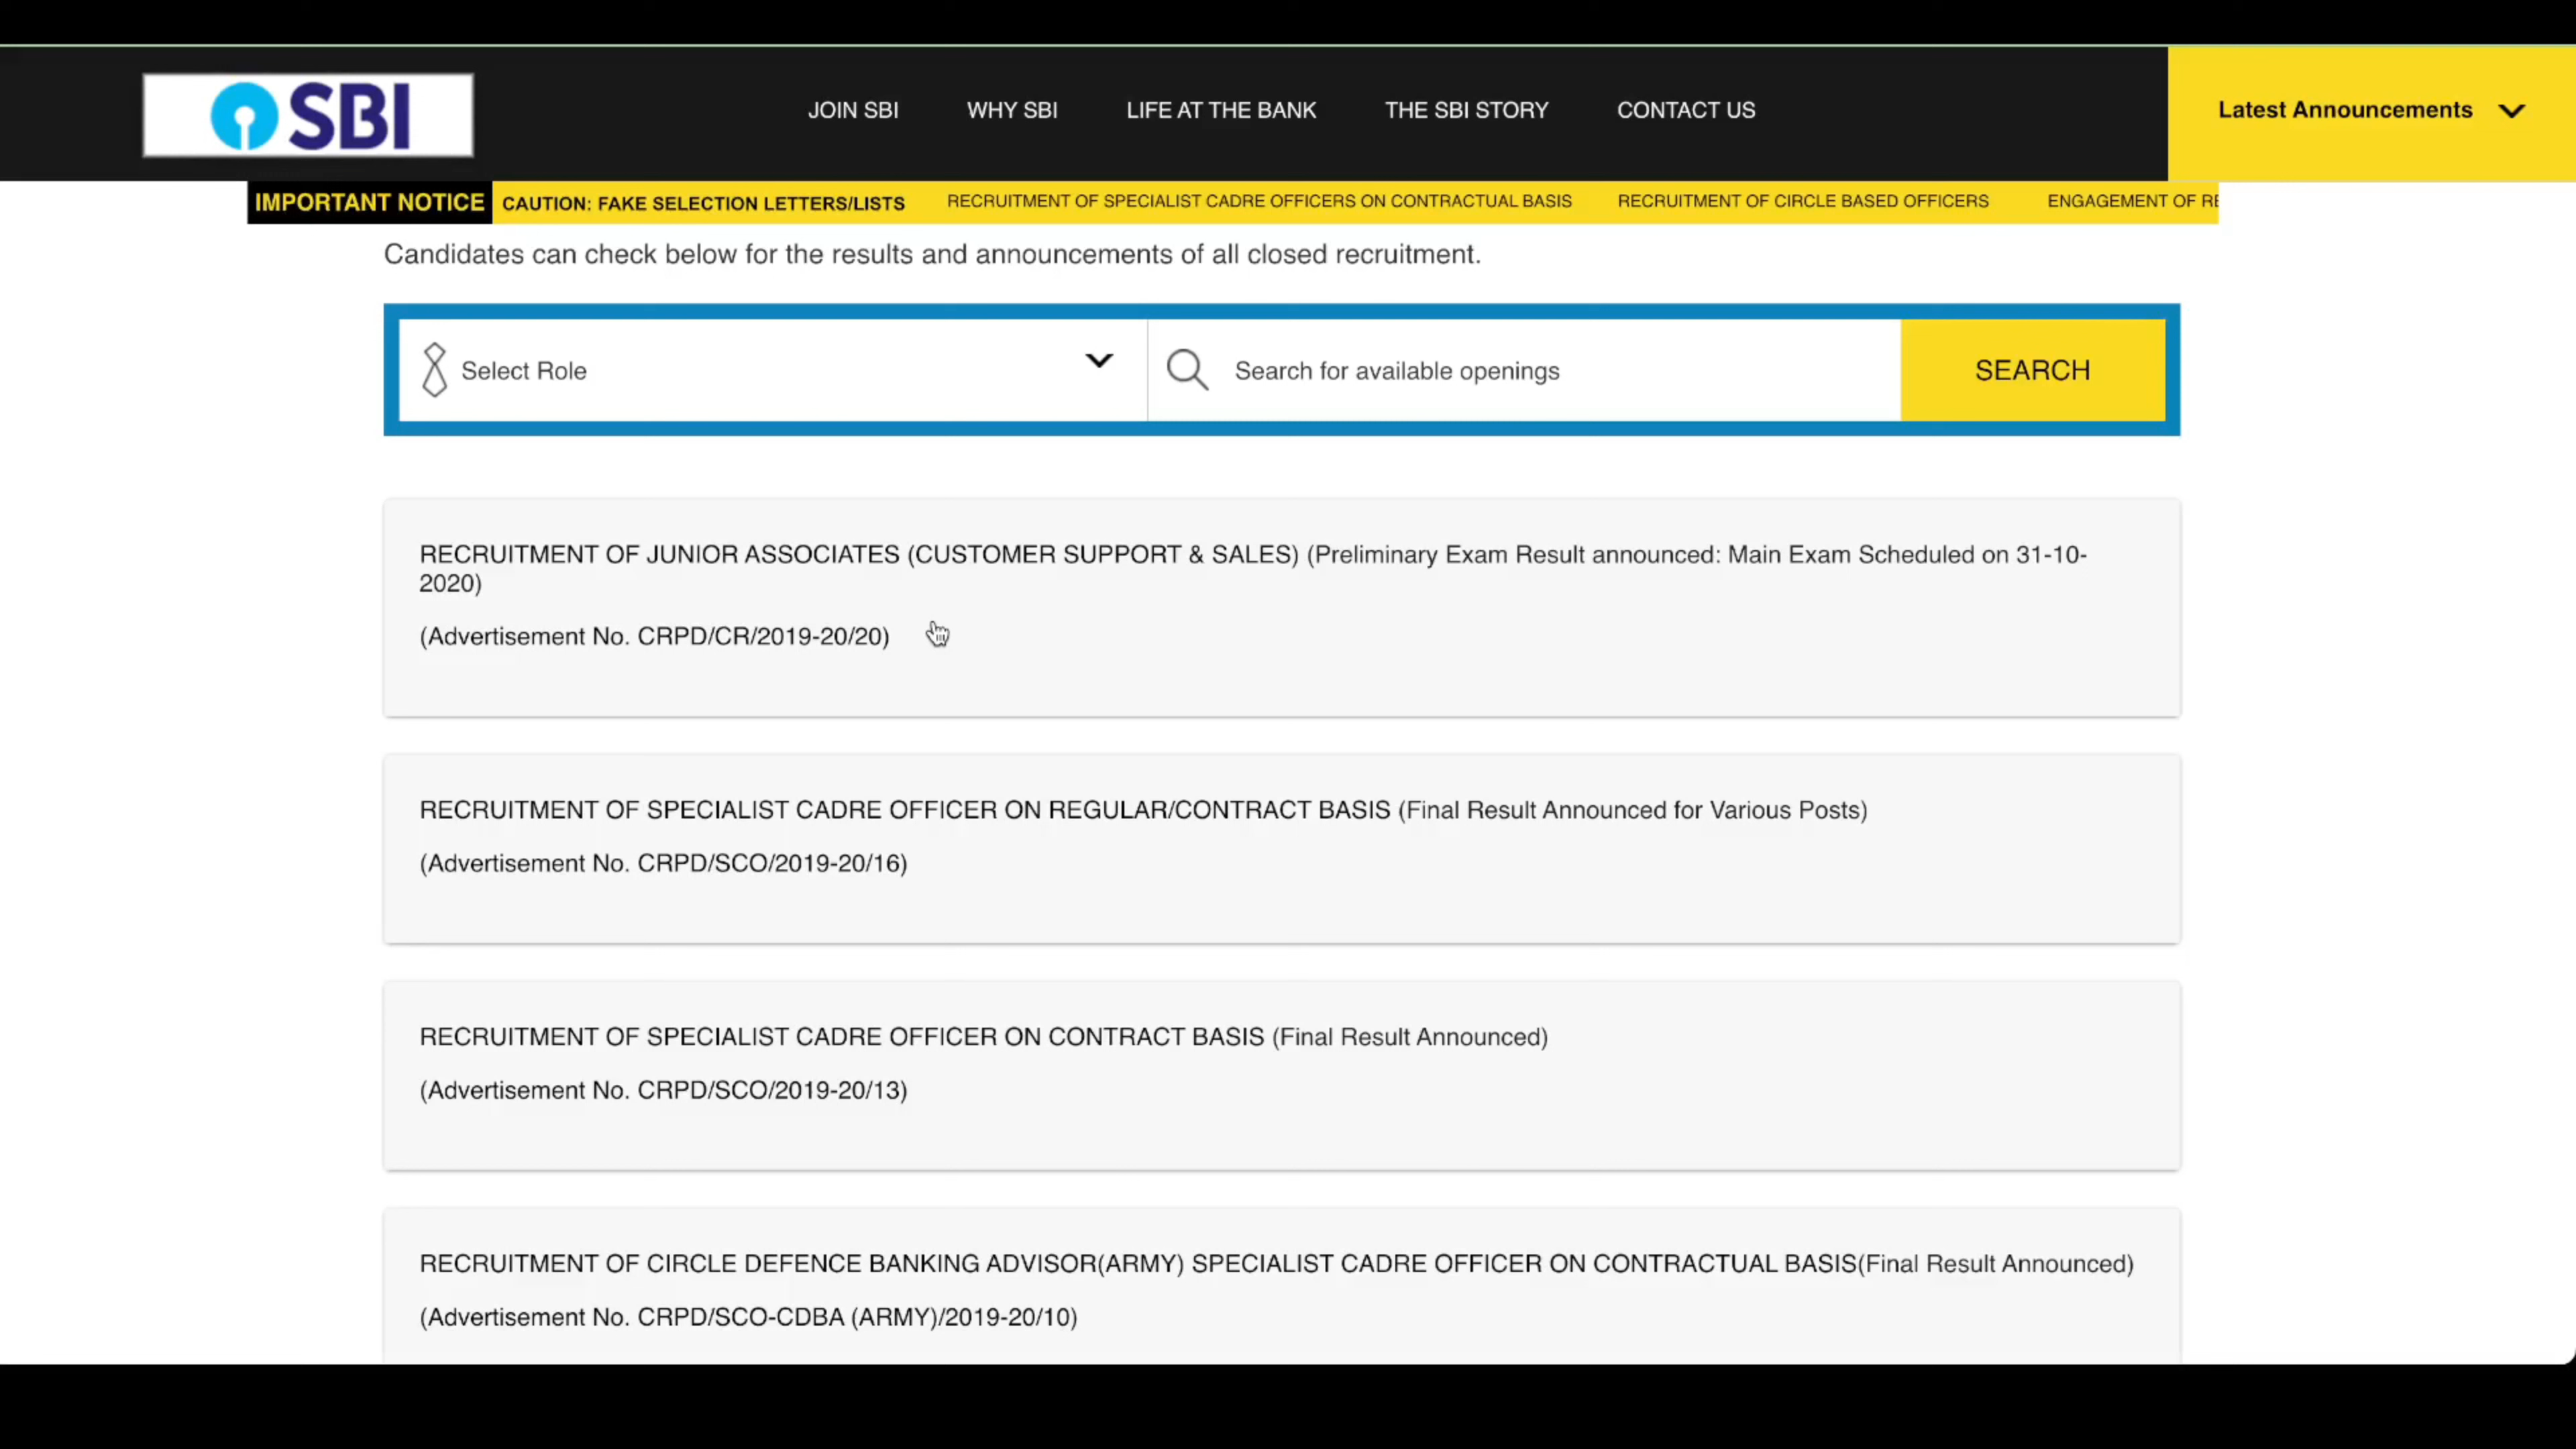 SBI
JOIN SBI WHY SBI LIFE AT THE BANK THE SBI STORY CONTACT US Latest Announcements
IMPORTANT NOTICE CAUTION: FAKE SELECTION LETTERS/LISTS RECRUITMENT OF SPECIALIST CADRE OFFICERS ON CONTRACTUAL BASIS RECRUITMENT OF CIRCLE BASED OFFICERS ENGAGEMENT OF
Candidates can check below for the results and announcements of all closed recruitment.
Select Role Search for available openings SEARCH
RECRUITMENT OF JUNIOR ASSOCIATES (CUSTOMER SUPPORT & SALES) (Preliminary Exam Result announced: Main Exam Scheduled on 31-10-
2020)
(Advertisement No. CRPD/CR/2019-20/20)
RECRUITMENT OF SPECIALIST CADRE OFFICER ON REGULAR/CONTRACT BASIS (Final Result Announced for Various Posts)
(Advertisement No. CRPD/SCO/2019-20/16)
RECRUITMENT OF SPECIALIST CADRE OFFICER ON CONTRACT BASIS (Final Result Announced)
(Advertisement No. CRPD/SCO/2019-20/13)
RECRUITMENT OF CIRCLE DEFENCE BANKING ADVISOR(ARMY) SPECIALIST CADRE OFFICER ON CONTRACTUAL BASIS(Final Result Announced)
(Advertisement No. CRPD/SCO-CDBA (ARMY)/2019-20/10)